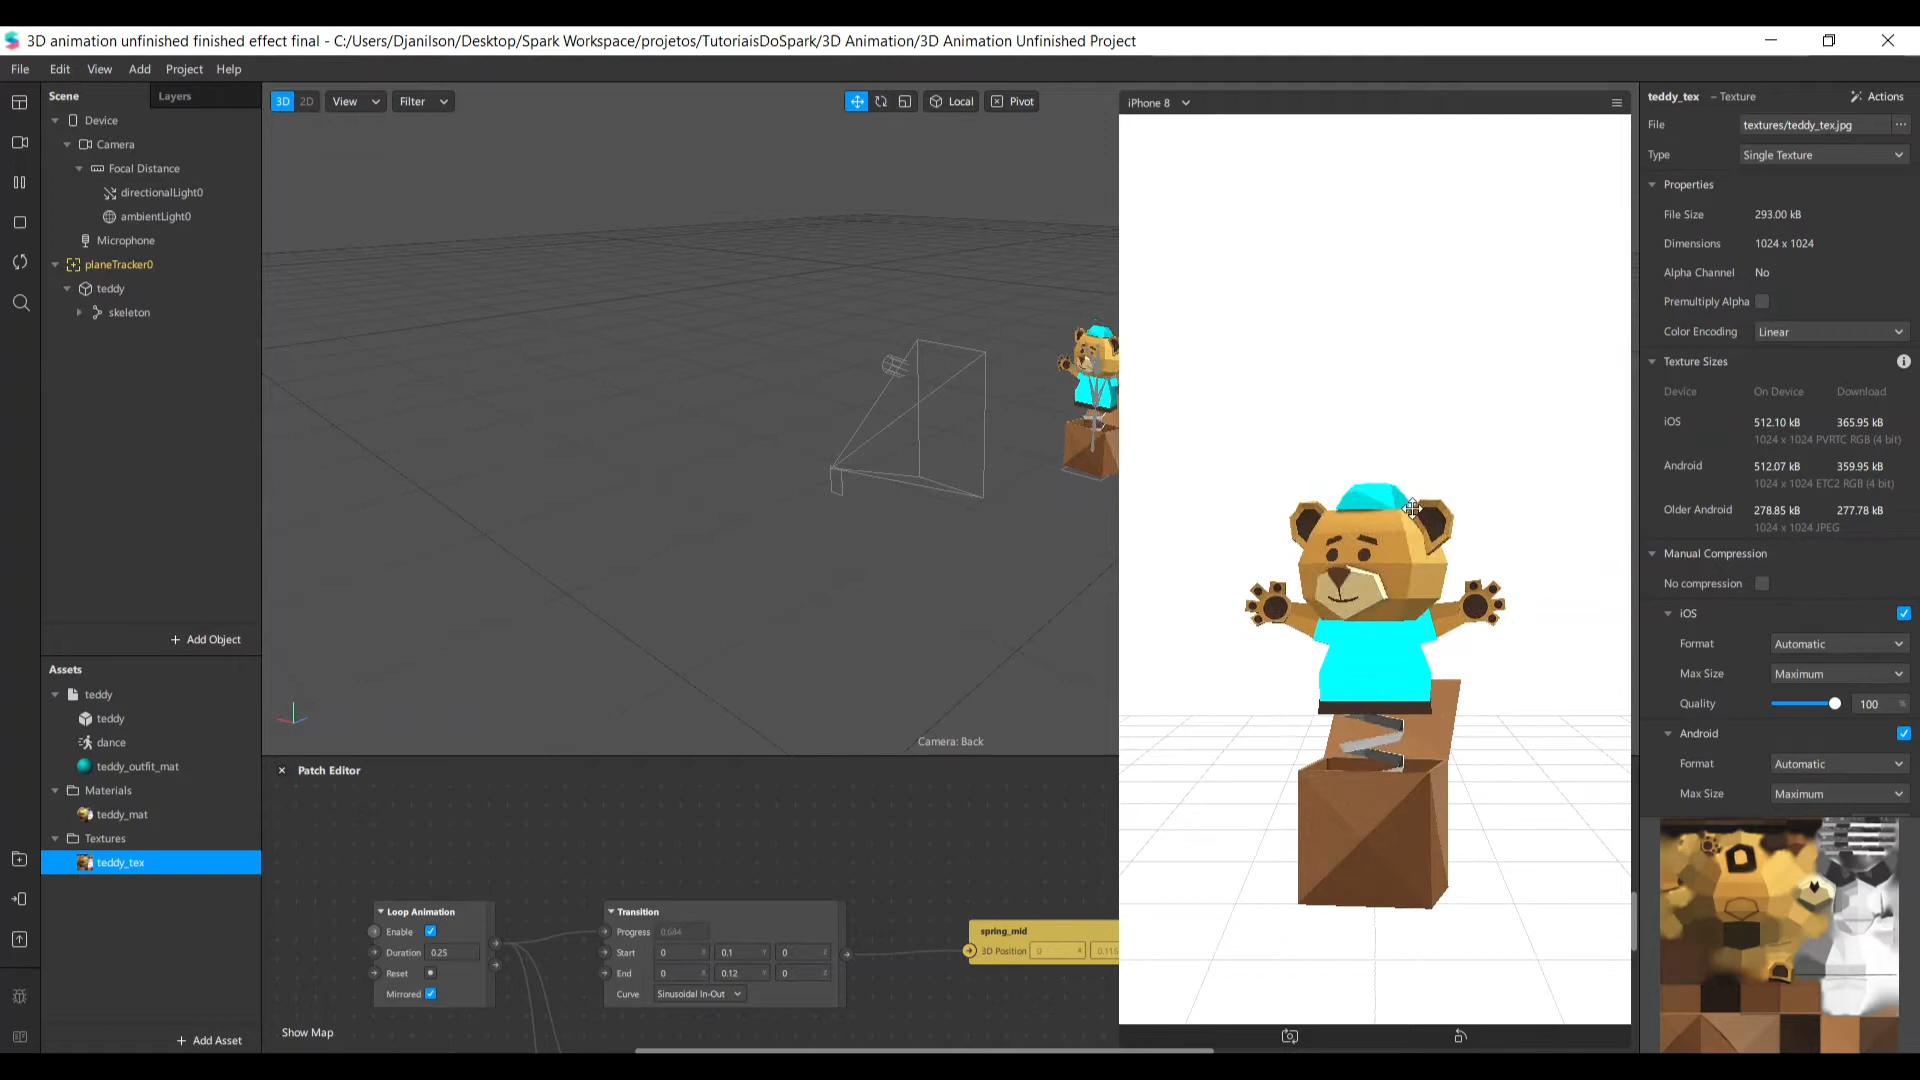 3D animation unfinished finished effect final - C:/Users/Djanilson/Desktop/Spark Workspace/projetos/TutoriaisDoSpark/3D Animation/3D Animation Unfinished Project
File Edit View Add Project Help
Scene Layers
Device
Camera
Focal Distance
directionalLight0
ambientLight0
Microphone
planeTracker0
teddy
skeleton
+ Add Object
Assets
teddy
teddy
dance
teddy_outfit_mat
Materials
teddy_mat
Textures
teddy_tex
+ Add Asset
3D 2D View Filter Local Pivot
Camera: Back
Patch Editor
Loop Animation
Enable
Duration 0.25
Reset
Mirrored
Transition
Progress 0.684
Start 0 X 0.1 Y 0 Z
End 0 X 0.12 Y 0 Z
Curve Sinusoidal In-Out
spring_mid
3D Position 0 X 0.115
Show Map
iPhone 8
teddy_tex – Texture Actions
File textures/teddy_tex.jpg ...
Type Single Texture
Properties
File Size 293.00 kB
Dimensions 1024 x 1024
Alpha Channel No
Premultiply Alpha
Color Encoding Linear
Texture Sizes
Device On Device Download
iOS 512.10 kB 365.95 kB
1024 x 1024 PVRTC RGB (4 bit)
Android 512.07 kB 359.95 kB
1024 x 1024 ETC2 RGB (4 bit)
Older Android 278.85 kB 277.78 kB
1024 x 1024 JPEG
Manual Compression
No compression
iOS
Format Automatic
Max Size Maximum
Quality 100 %
Android
Format Automatic
Max Size Maximum